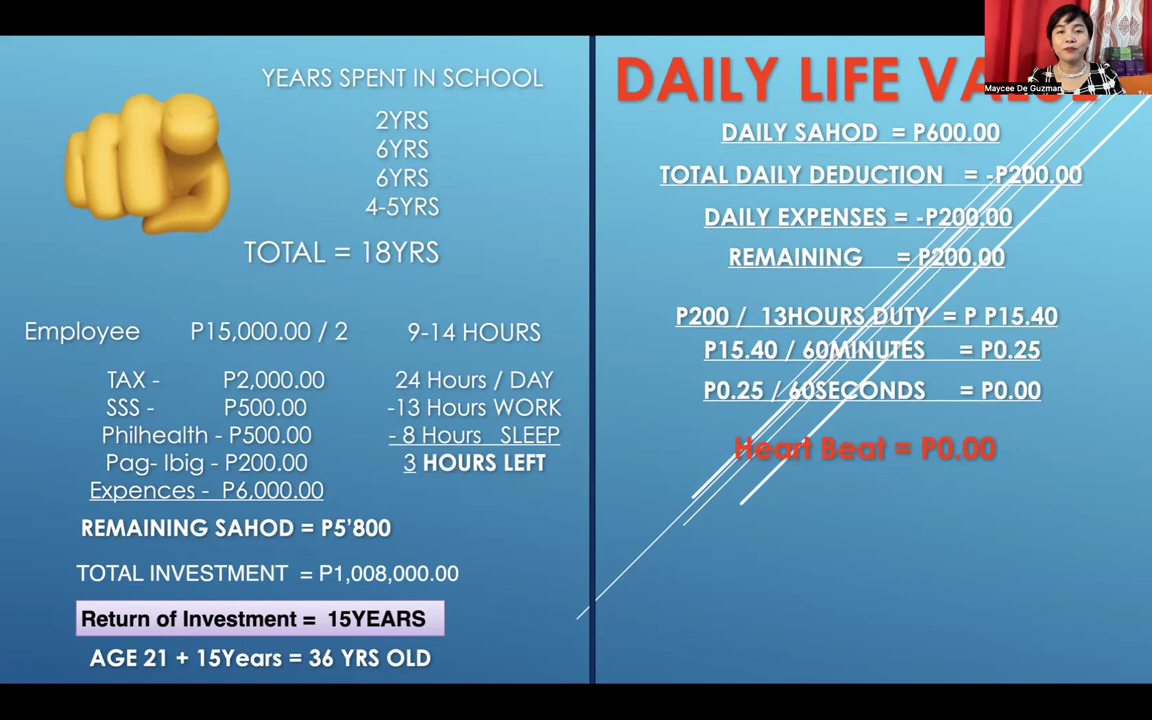 YEARS SPENT IN SCHOOL
2YRS
6YRS
6YRS
4-5YRS
TOTAL = 18YRS
Employee P15,000.00 / 2 9-14 HOURS
TAX - P2,000.00 24 Hours / DAY
SSS - P500.00 -13 Hours WORK
Philhealth - P500.00 - 8 Hours SLEEP
Pag- Ibig - P200.00 3 HOURS LEFT
Expences - P6,000.00
REMAINING SAHOD = P5'800
TOTAL INVESTMENT = P1,008,000.00
Return of Investment = 15YEARS
AGE 21 + 15Years = 36 YRS OLD
DAILY LIFE VALUE
Maycee De Guzman
DAILY SAHOD = P600.00
TOTAL DAILY DEDUCTION = -P200.00
DAILY EXPENSES = -P200.00
REMAINING = P200.00
P200 / 13HOURS DUTY = P P15.40
P15.40 / 60MINUTES = P0.25
P0.25 / 60SECONDS = P0.00
Heart Beat = P0.00